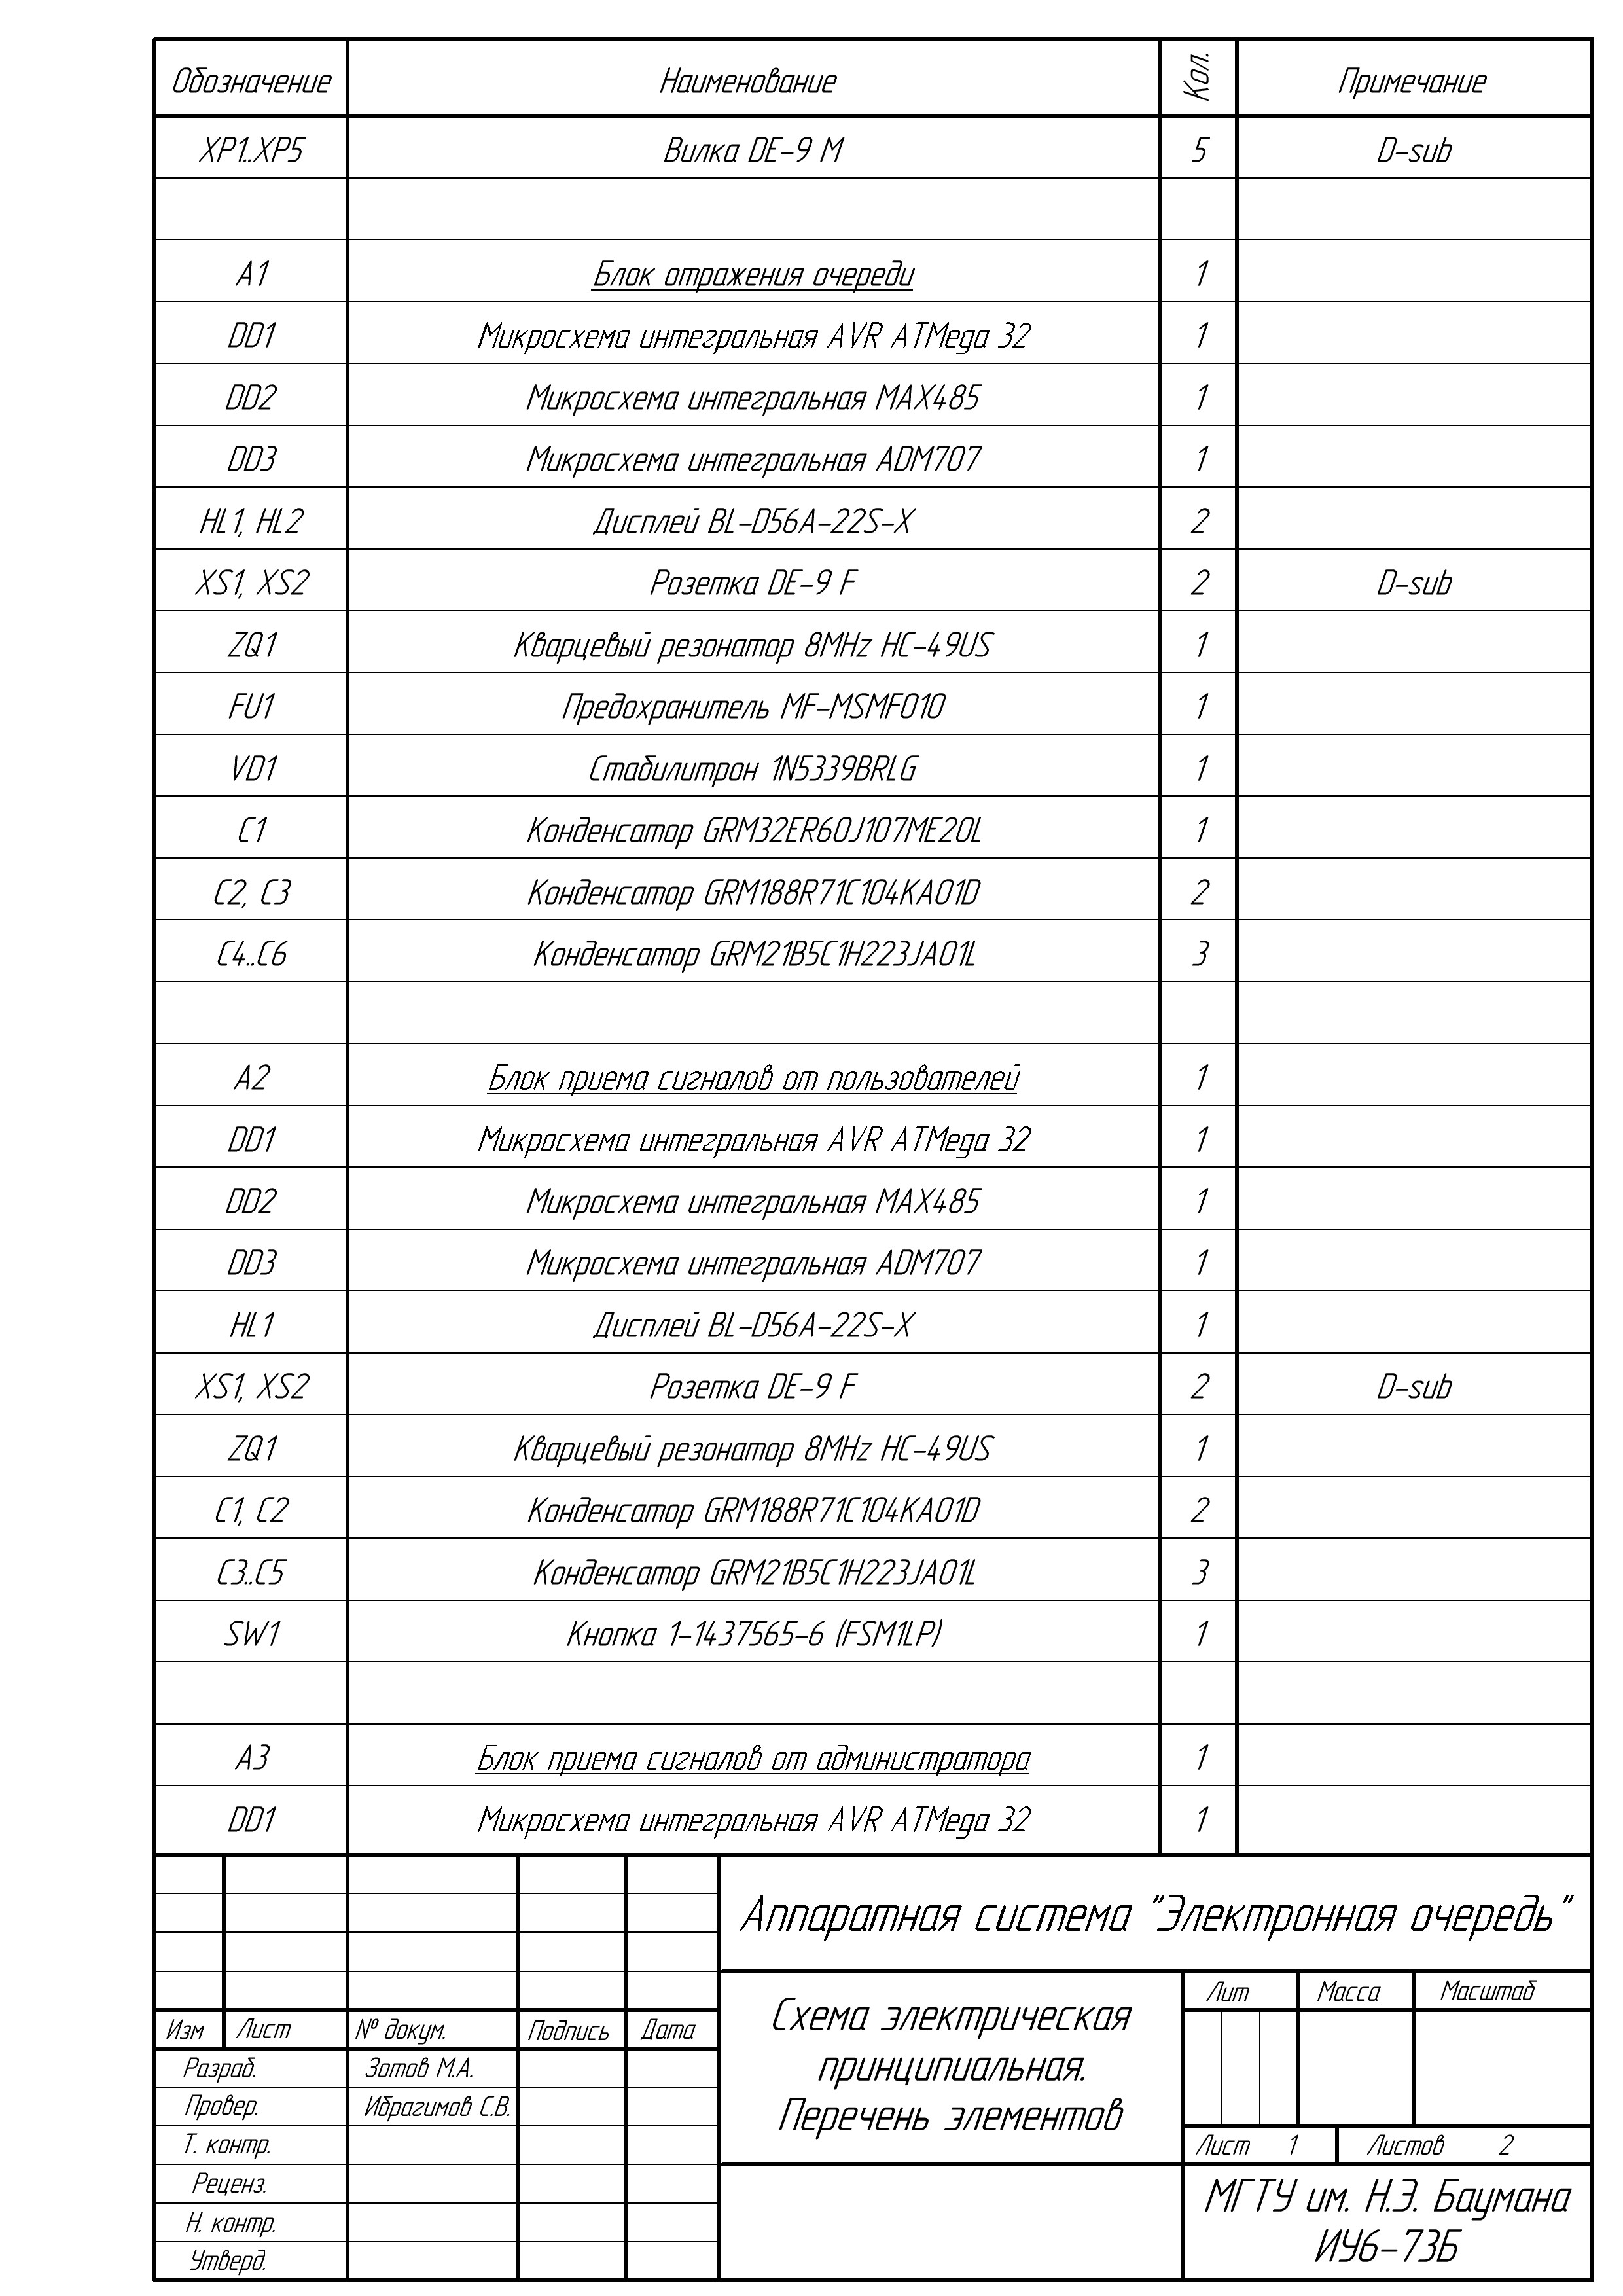 Обозначение Наименование Кол. Примечание
XP1..XP5 Вилка DE-9 M 5 D-sub
A1 Блок отражения очереди 1
DD1 Микросхема интегральная AVR ATMega 32 1
DD2 Микросхема интегральная MAX485 1
DD3 Микросхема интегральная ADM707 1
HL1, HL2 Дисплей BL-D56A-22S-X 2
XS1, XS2 Розетка DE-9 F 2 D-sub
ZQ1 Кварцевый резонатор 8MHz HC-49US 1
FU1 Предохранитель MF-MSMF010 1
VD1 Стабилитрон 1N5339BRLG 1
C1 Конденсатор GRM32ER60J107ME20L 1
C2, C3 Конденсатор GRM188R71C104KA01D 2
C4..C6 Конденсатор GRM21B5C1H223JA01L 3
A2 Блок приема сигналов от пользователей 1
DD1 Микросхема интегральная AVR ATMega 32 1
DD2 Микросхема интегральная MAX485 1
DD3 Микросхема интегральная ADM707 1
HL1 Дисплей BL-D56A-22S-X 1
XS1, XS2 Розетка DE-9 F 2 D-sub
ZQ1 Кварцевый резонатор 8MHz HC-49US 1
C1, C2 Конденсатор GRM188R71C104KA01D 2
C3..C5 Конденсатор GRM21B5C1H223JA01L 3
SW1 Кнопка 1-1437565-6 (FSM1LP) 1
A3 Блок приема сигналов от администратора 1
DD1 Микросхема интегральная AVR ATMega 32 1
Аппаратная система "Электронная очередь"
Изм Лист № докум. Подпись Дата
Разраб. Зотов М.А.
Провер. Ибрагимов С.В.
Т. контр.
Реценз.
Н. контр.
Утверд.
Схема электрическая
принципиальная.
Перечень элементов
Лит Масса Масштаб
Лист 1 Листов 2
МГТУ им. Н.Э. Баумана
ИУ6-73Б